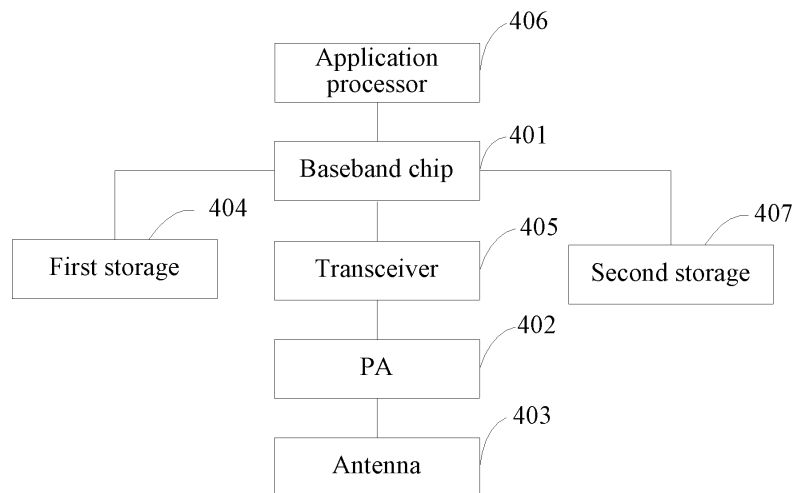 406
Application
processor
401
Baseband chip
404
405
407
First storage
Transceiver
Second storage
402
PA
403
Antenna